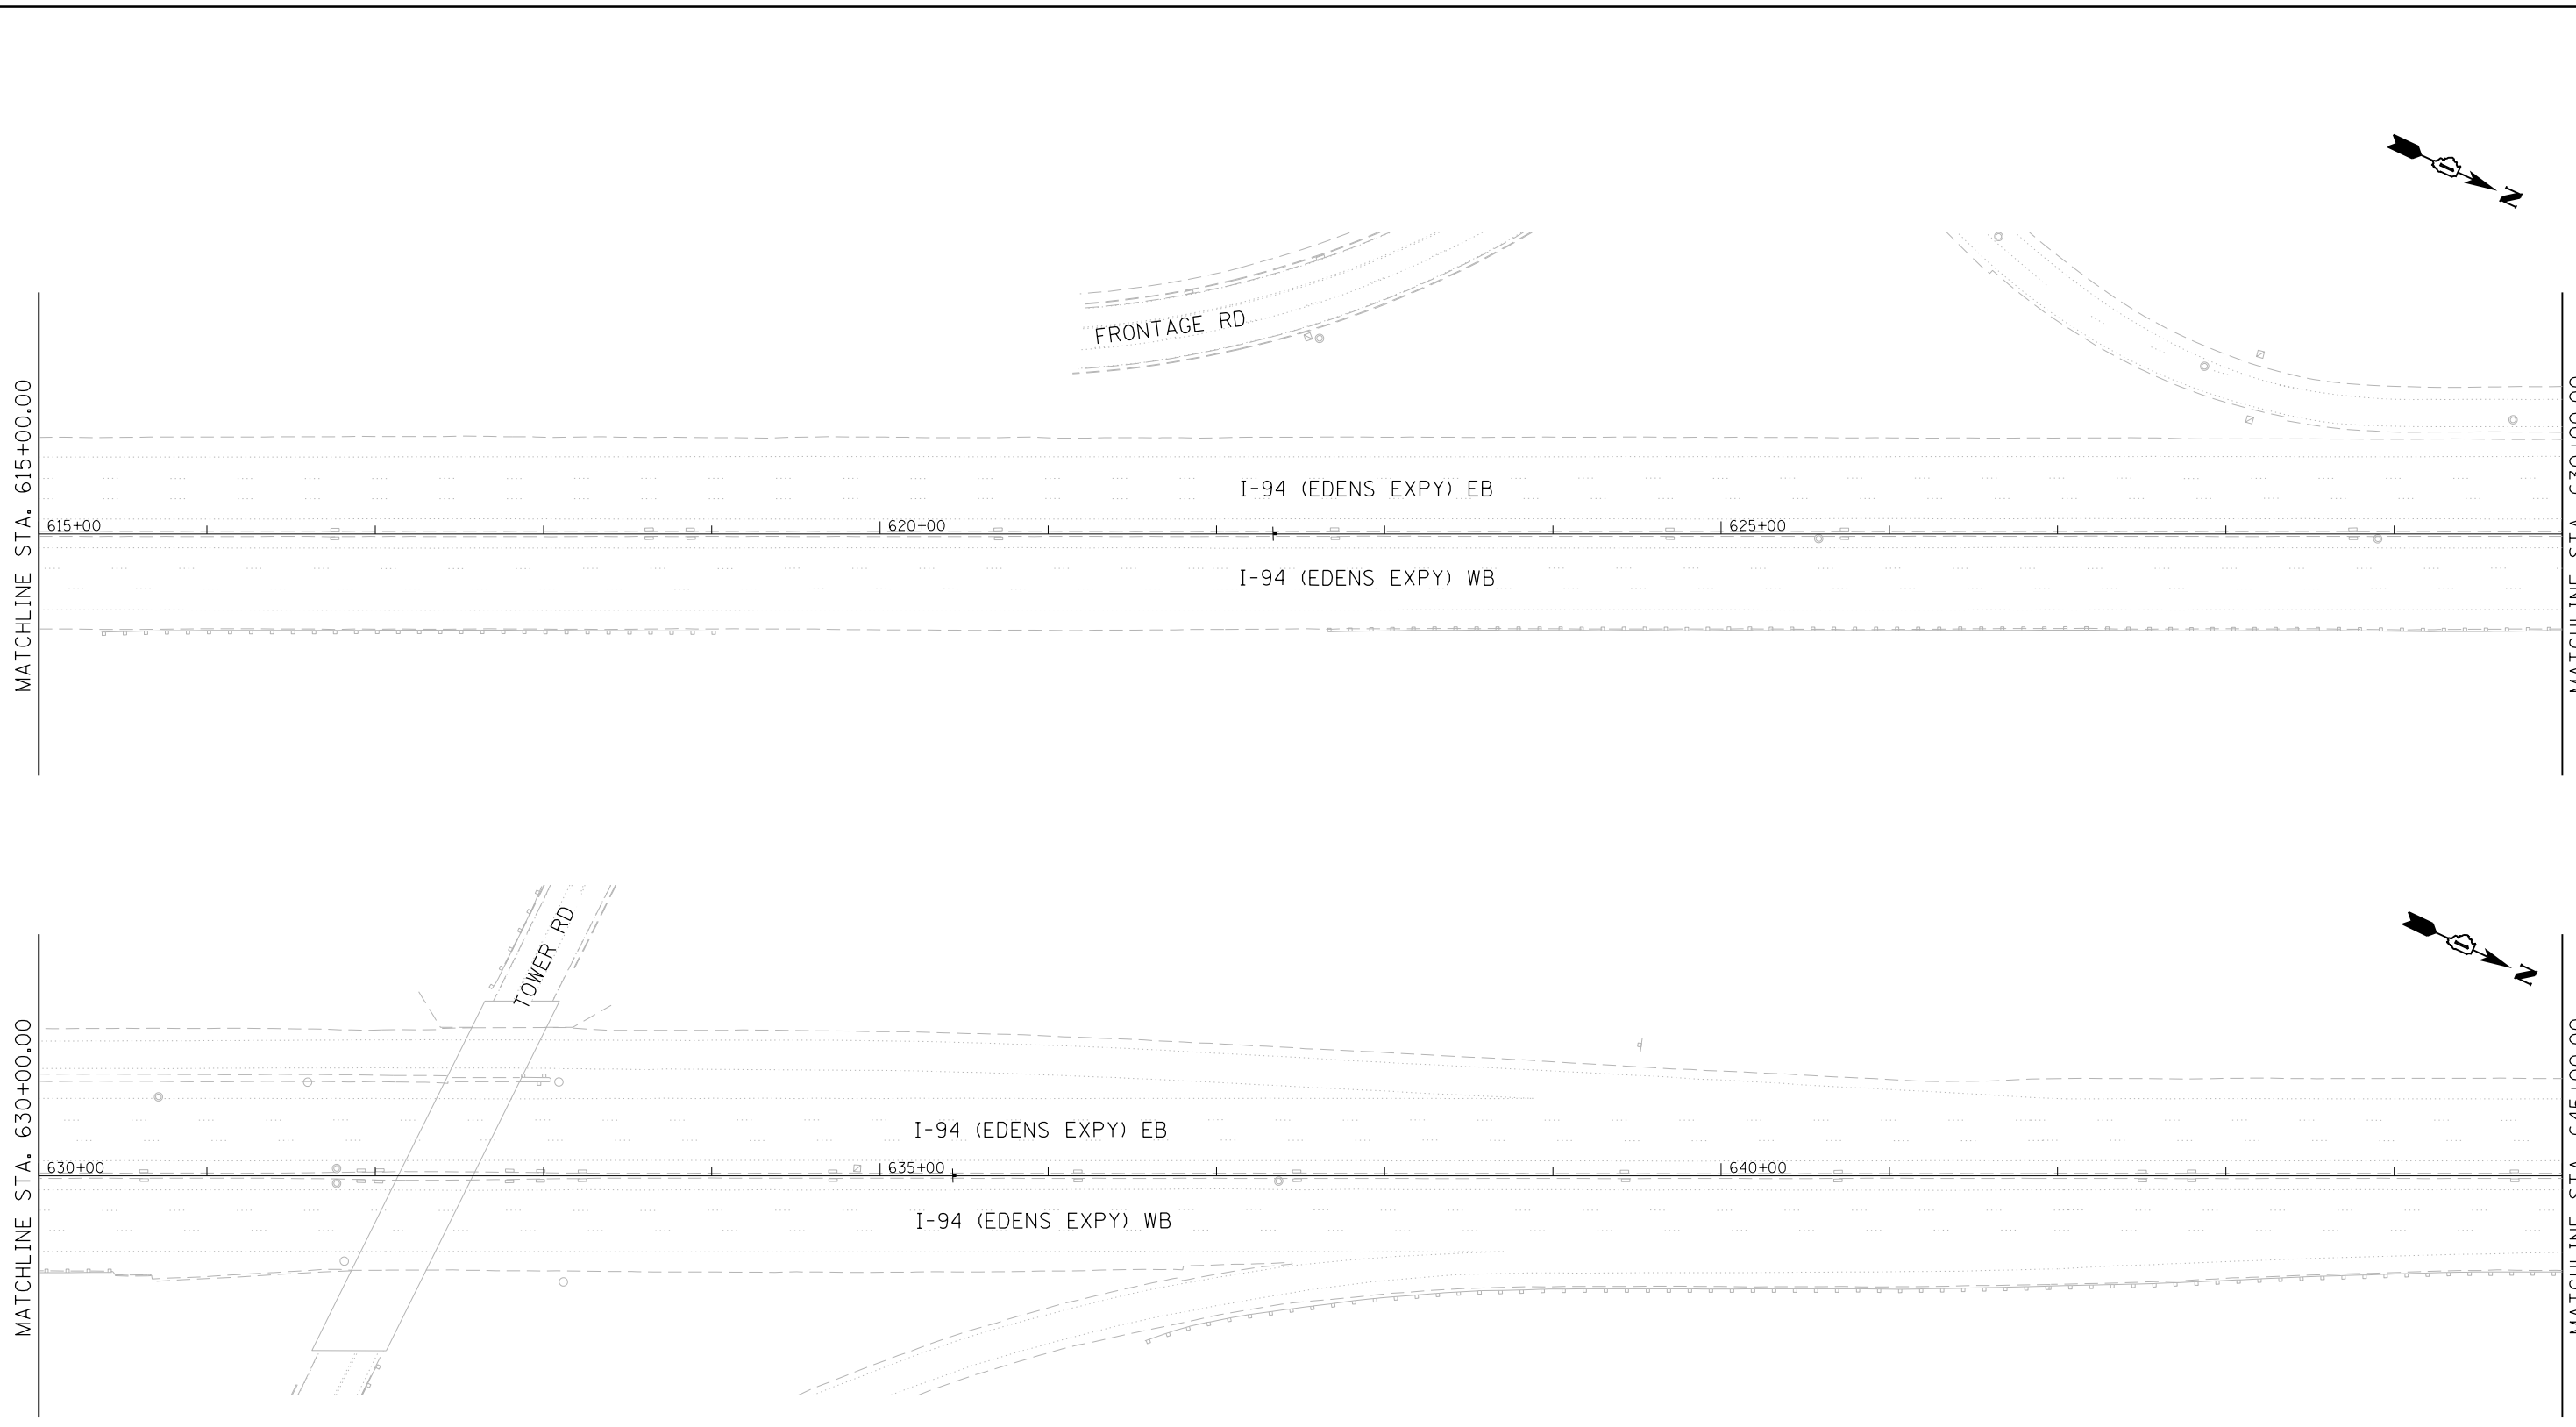 N
FRONTAGE RD
MATCHLINE STA. 615+00.00
I-94 (EDENS EXPY) EB
615+00
620+00
625+00
I-94 (EDENS EXPY) WB
N
TOWER RD
MATCHLINE STA. 630+00.00
I-94 (EDENS EXPY) EB
630+00
635+00
640+00
I-94 (EDENS EXPY) WB